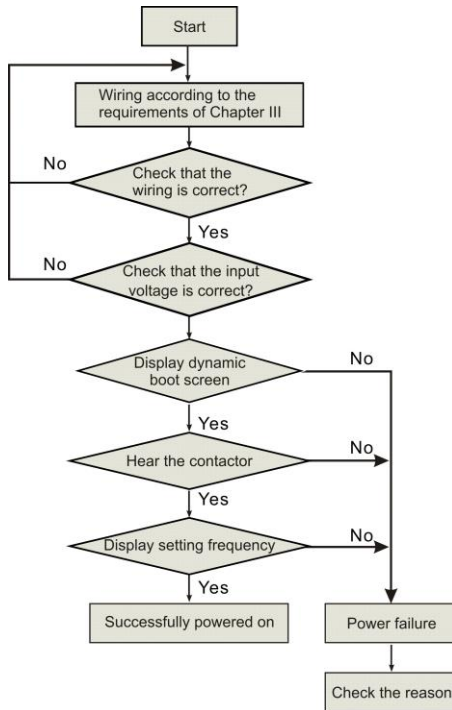 Start
Wiring according to the
requirements of Chapter III
No
Check that the
wiring is correct?
Yes
No
Check that the input
voltage is correct?
Display dynamic
boot screen
No
Yes
Hear the contactor
No
Yes
Display setting frequency
No
Yes
Successfully powered on
Power failure
Check the reason